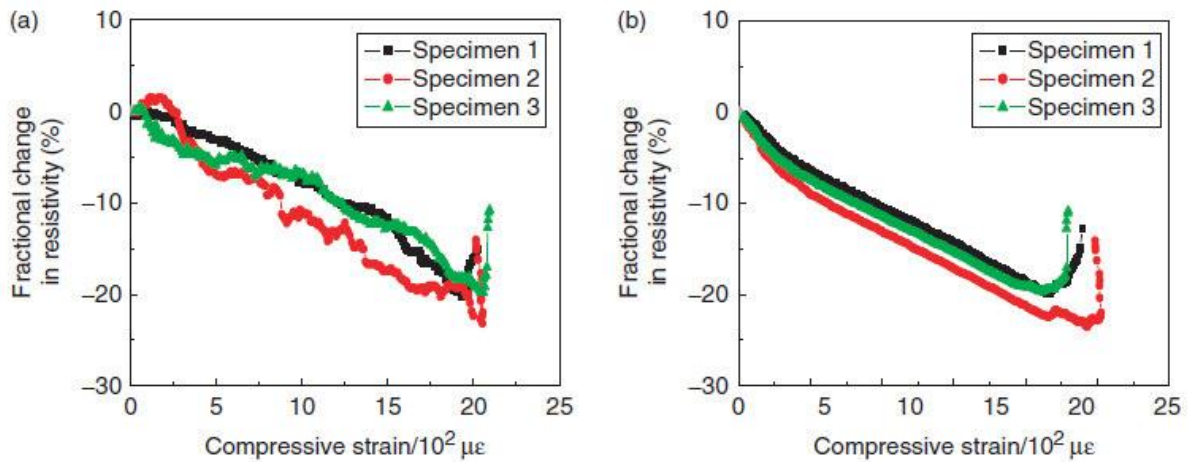 (a)
10
0
−10
−20
−30
Fractional change
in resistivity (%)
Specimen 1
Specimen 2
Specimen 3
0 5 10 15 20 25
Compressive strain/10² με
(b)
10
0
−10
−20
−30
Fractional change
in resistivity (%)
Specimen 1
Specimen 2
Specimen 3
0 5 10 15 20 25
Compressive strain/10² με